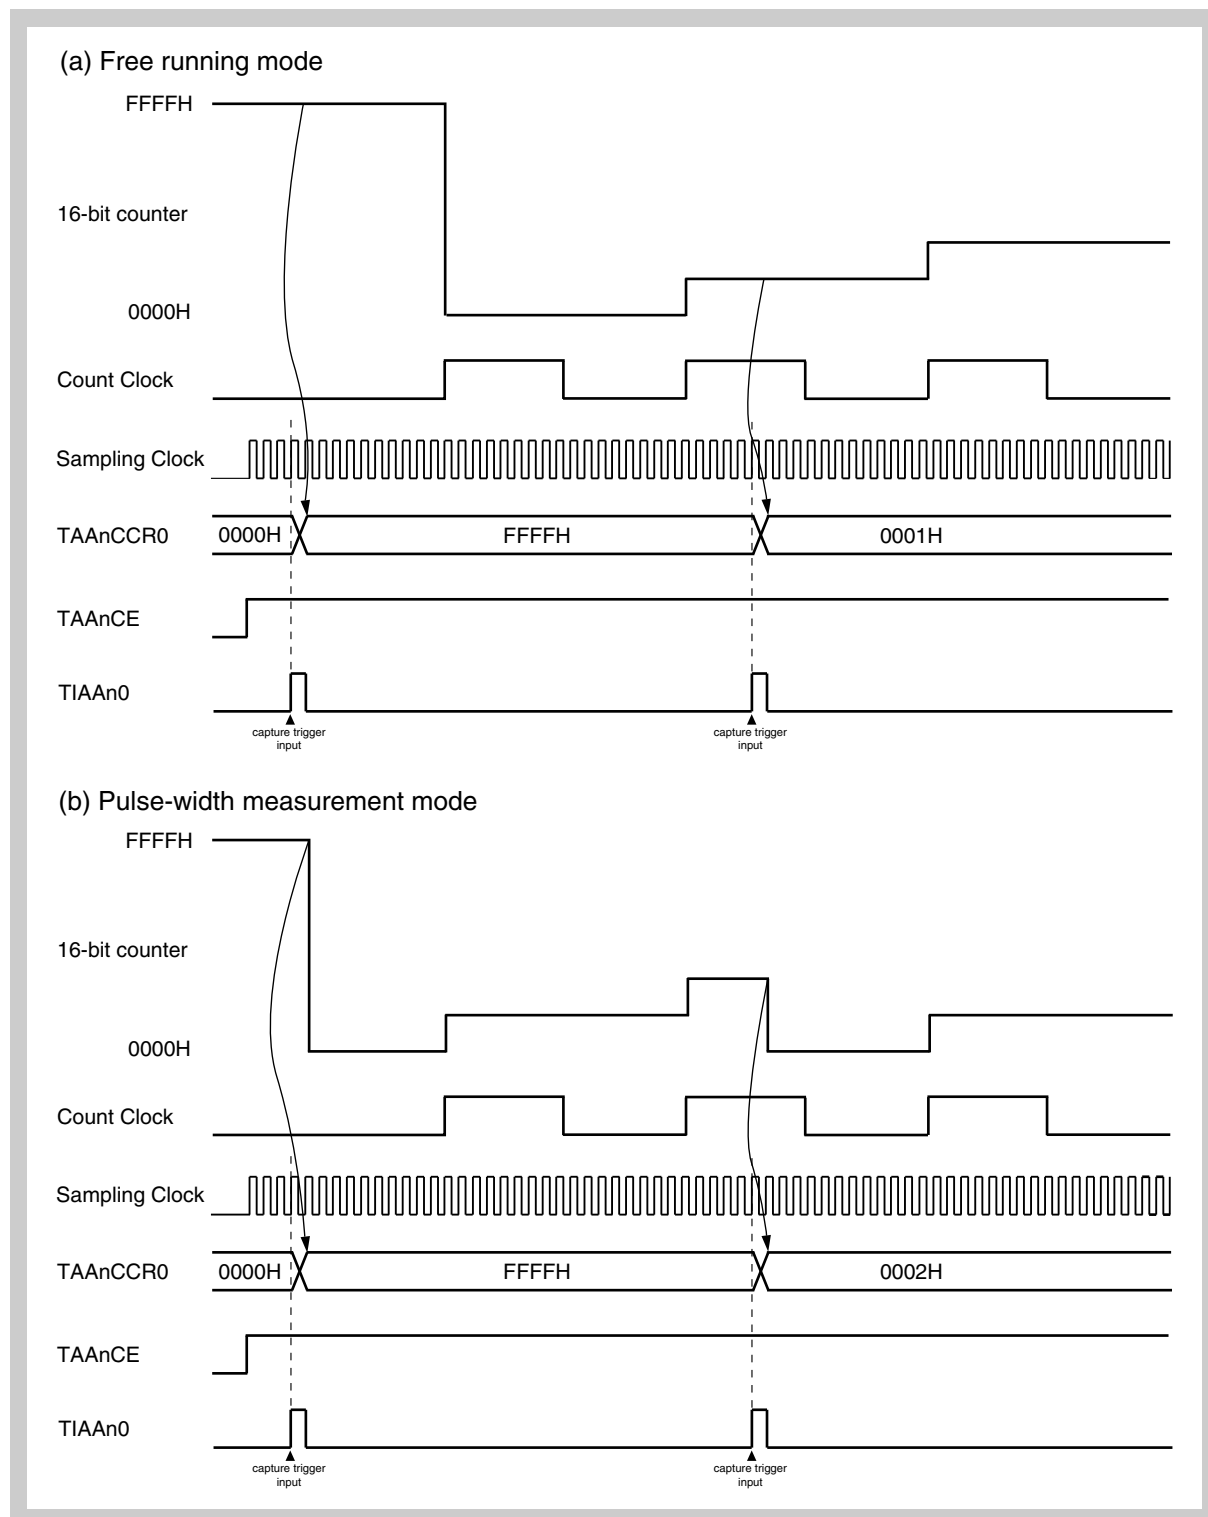 (a) Free running mode
FFFFH
16-bit counter
0000H
Count Clock
Sampling Clock
TAAnCCR0 0000H FFFFH 0001H
TAAnCE
TIAAn0
capture trigger input
capture trigger input
(b) Pulse-width measurement mode
FFFFH
16-bit counter
0000H
Count Clock
Sampling Clock
TAAnCCR0 0000H FFFFH 0002H
TAAnCE
TIAAn0
capture trigger input
capture trigger input